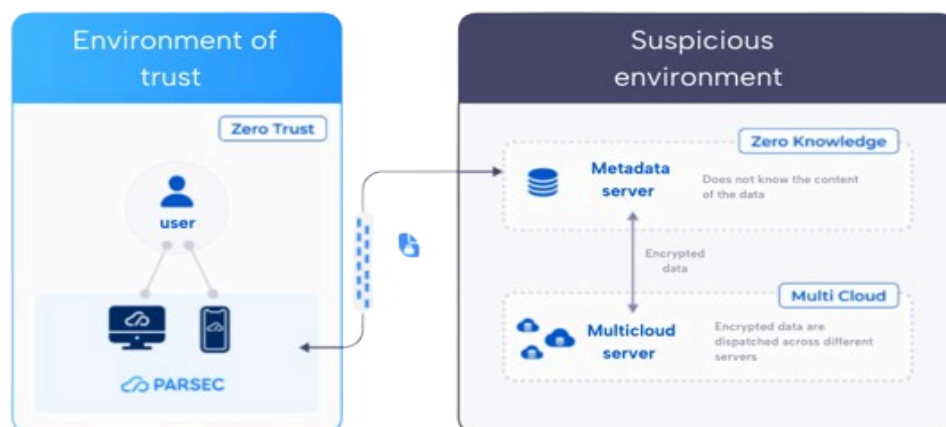 Environment of
trust
Zero Trust
user
PARSEC
Suspicious
environment
Zero Knowledge
Metadata
server
Does not know the content
of the data
Encrypted
data
Multi Cloud
Multicloud
server
Encrypted data are
dispatched across different
servers